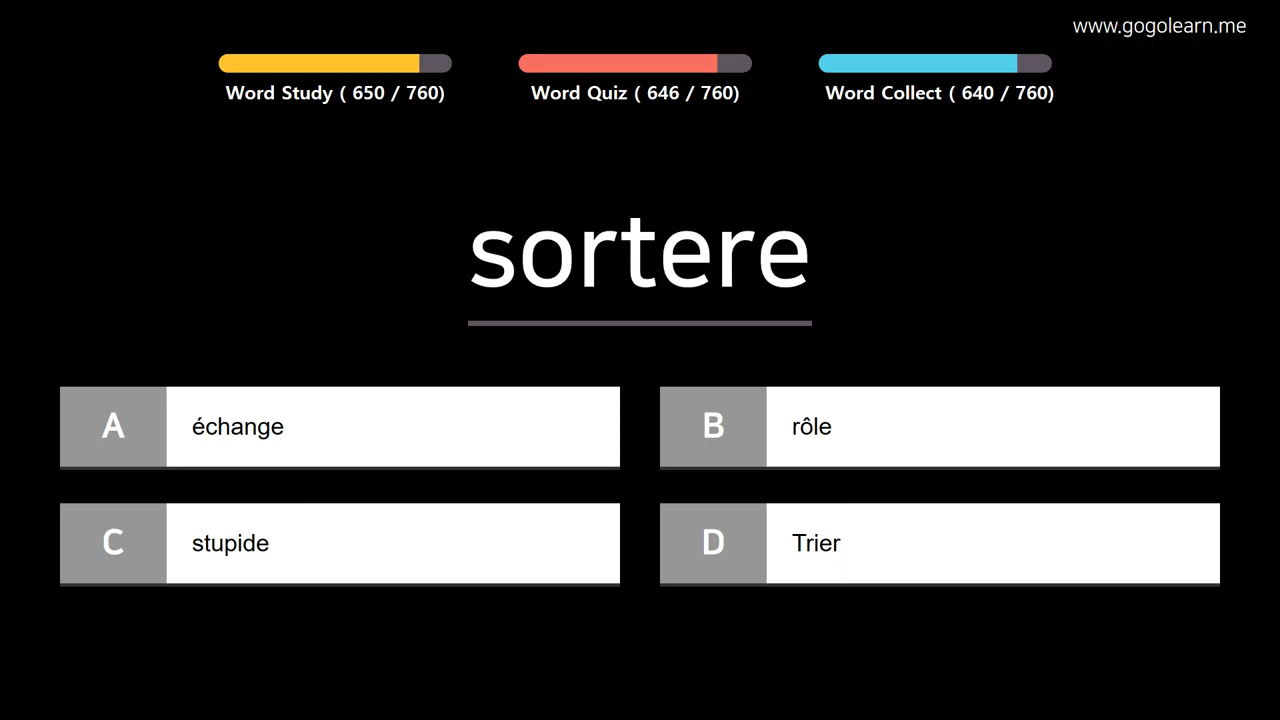 www.gogolearn.me
Word Study ( 650 / 760)
Word Quiz ( 646 / 760)
Word Collect ( 640 / 760)
sortere
A échange
B rôle
C stupide
D Trier